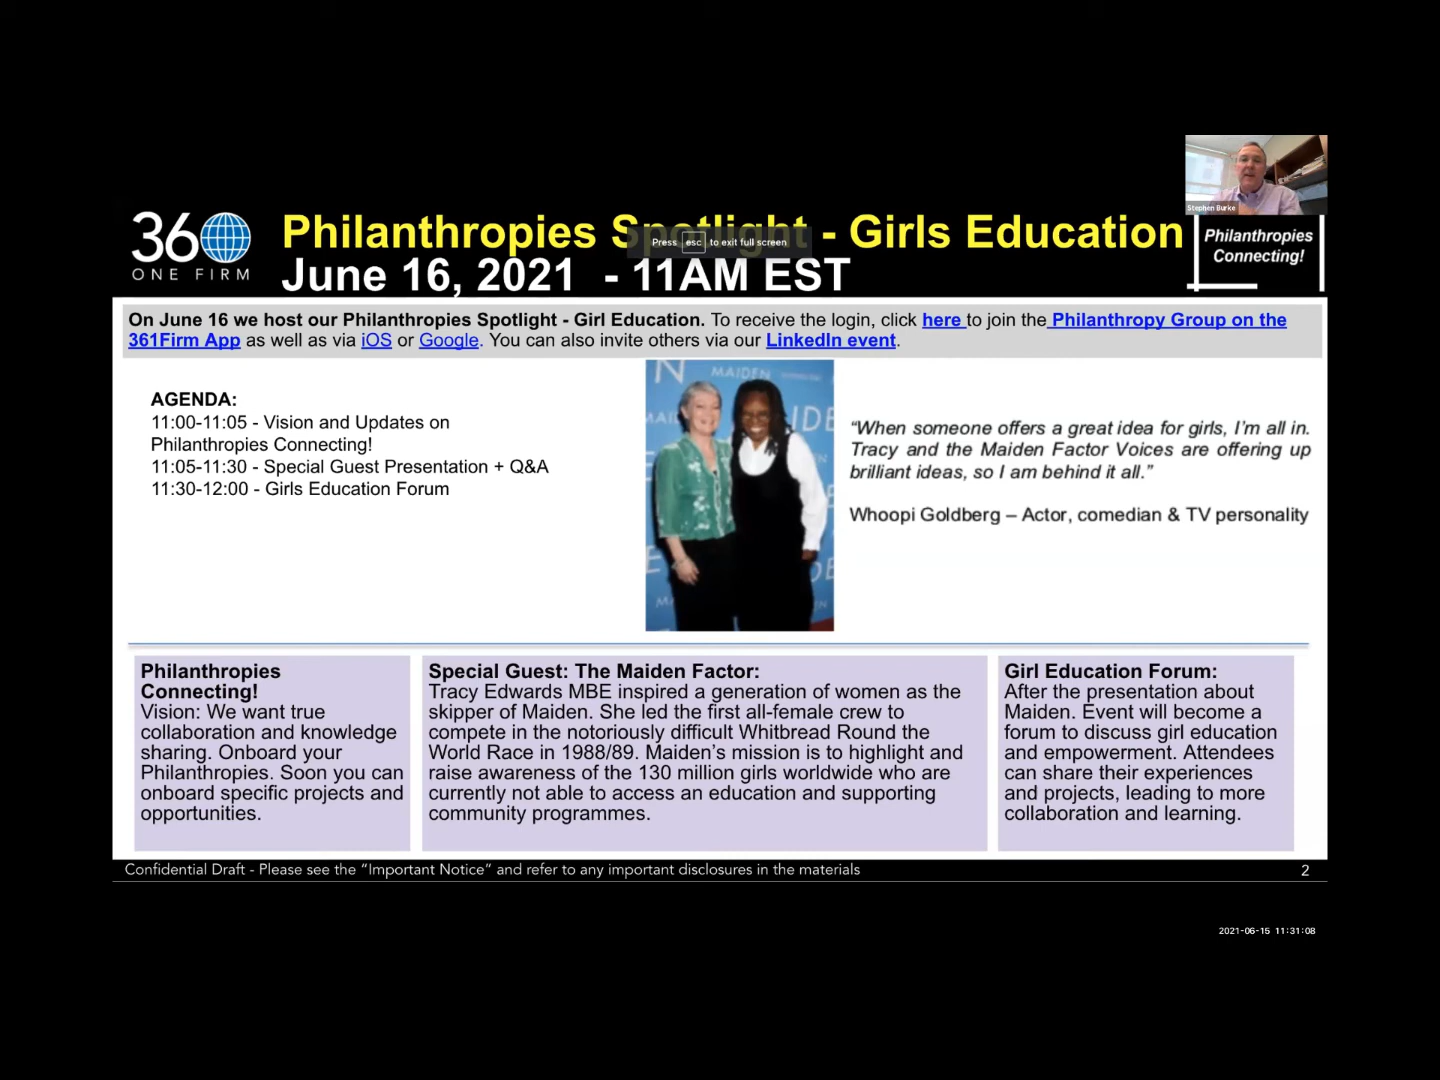 Stephen Burke
360
ONE FIRM
Philanthropies Spotlight - Girls Education
Press esc to exit full screen
June 16, 2021 - 11AM EST
Philanthropies
Connecting!
On June 16 we host our Philanthropies Spotlight - Girl Education. To receive the login, click here to join the Philanthropy Group on the
361Firm App as well as via iOS or Google. You can also invite others via our LinkedIn event.
AGENDA:
11:00-11:05 - Vision and Updates on
Philanthropies Connecting!
11:05-11:30 - Special Guest Presentation + Q&A
11:30-12:00 - Girls Education Forum
N MAIDEN
“When someone offers a great idea for girls, I’m all in.
Tracy and the Maiden Factor Voices are offering up
brilliant ideas, so I am behind it all.”
Whoopi Goldberg – Actor, comedian & TV personality
Philanthropies
Connecting!
Vision: We want true
collaboration and knowledge
sharing. Onboard your
Philanthropies. Soon you can
onboard specific projects and
opportunities.
Special Guest: The Maiden Factor:
Tracy Edwards MBE inspired a generation of women as the
skipper of Maiden. She led the first all-female crew to
compete in the notoriously difficult Whitbread Round the
World Race in 1988/89. Maiden’s mission is to highlight and
raise awareness of the 130 million girls worldwide who are
currently not able to access an education and supporting
community programmes.
Girl Education Forum:
After the presentation about
Maiden. Event will become a
forum to discuss girl education
and empowerment. Attendees
can share their experiences
and projects, leading to more
collaboration and learning.
Confidential Draft - Please see the “Important Notice” and refer to any important disclosures in the materials
2
2021-06-15 11:31:08